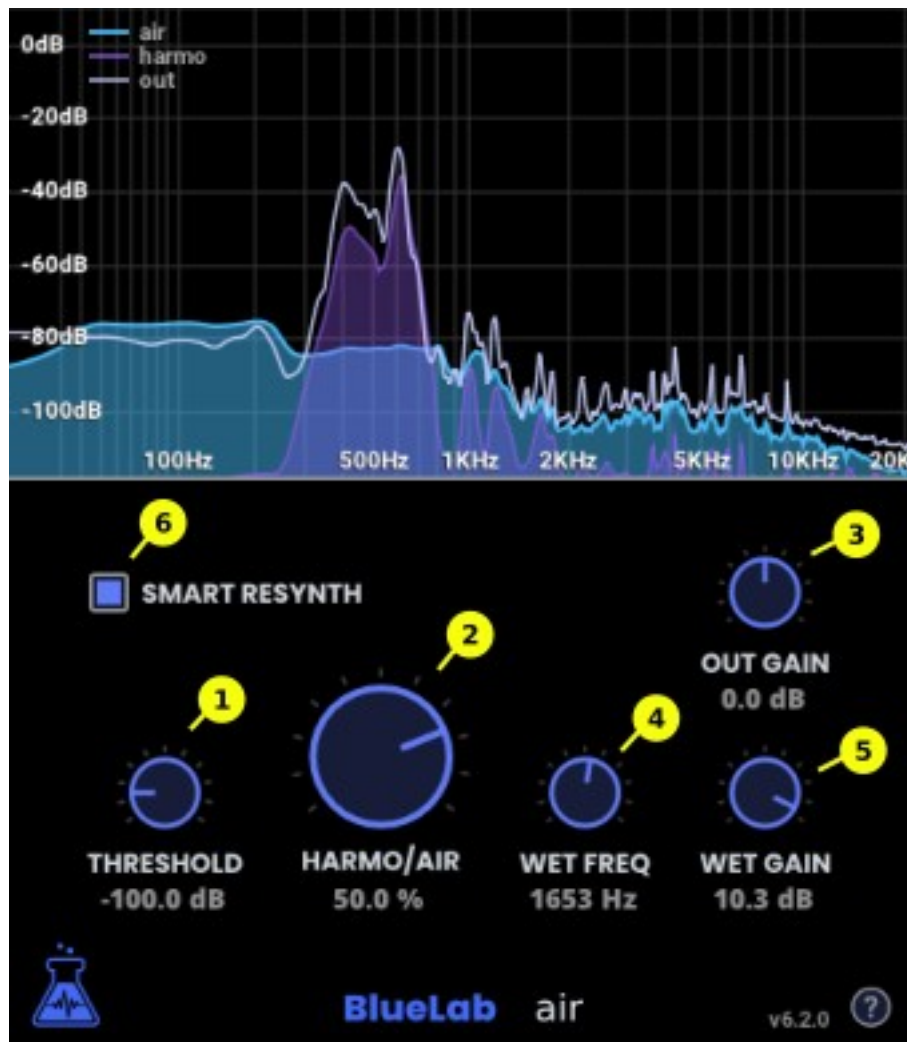 0dB
air
harmo
out
-20dB
-40dB
-60dB
-80dB
-100dB
100Hz 500Hz 1KHz 2KHz 5KHz 10KHz 20K
6
3
SMART RESYNTH
2
OUT GAIN
0.0 dB
1
4
5
THRESHOLD HARMO/AIR WET FREQ WET GAIN
-100.0 dB 50.0 % 1653 Hz 10.3 dB
BlueLab air
v6.2.0 ?